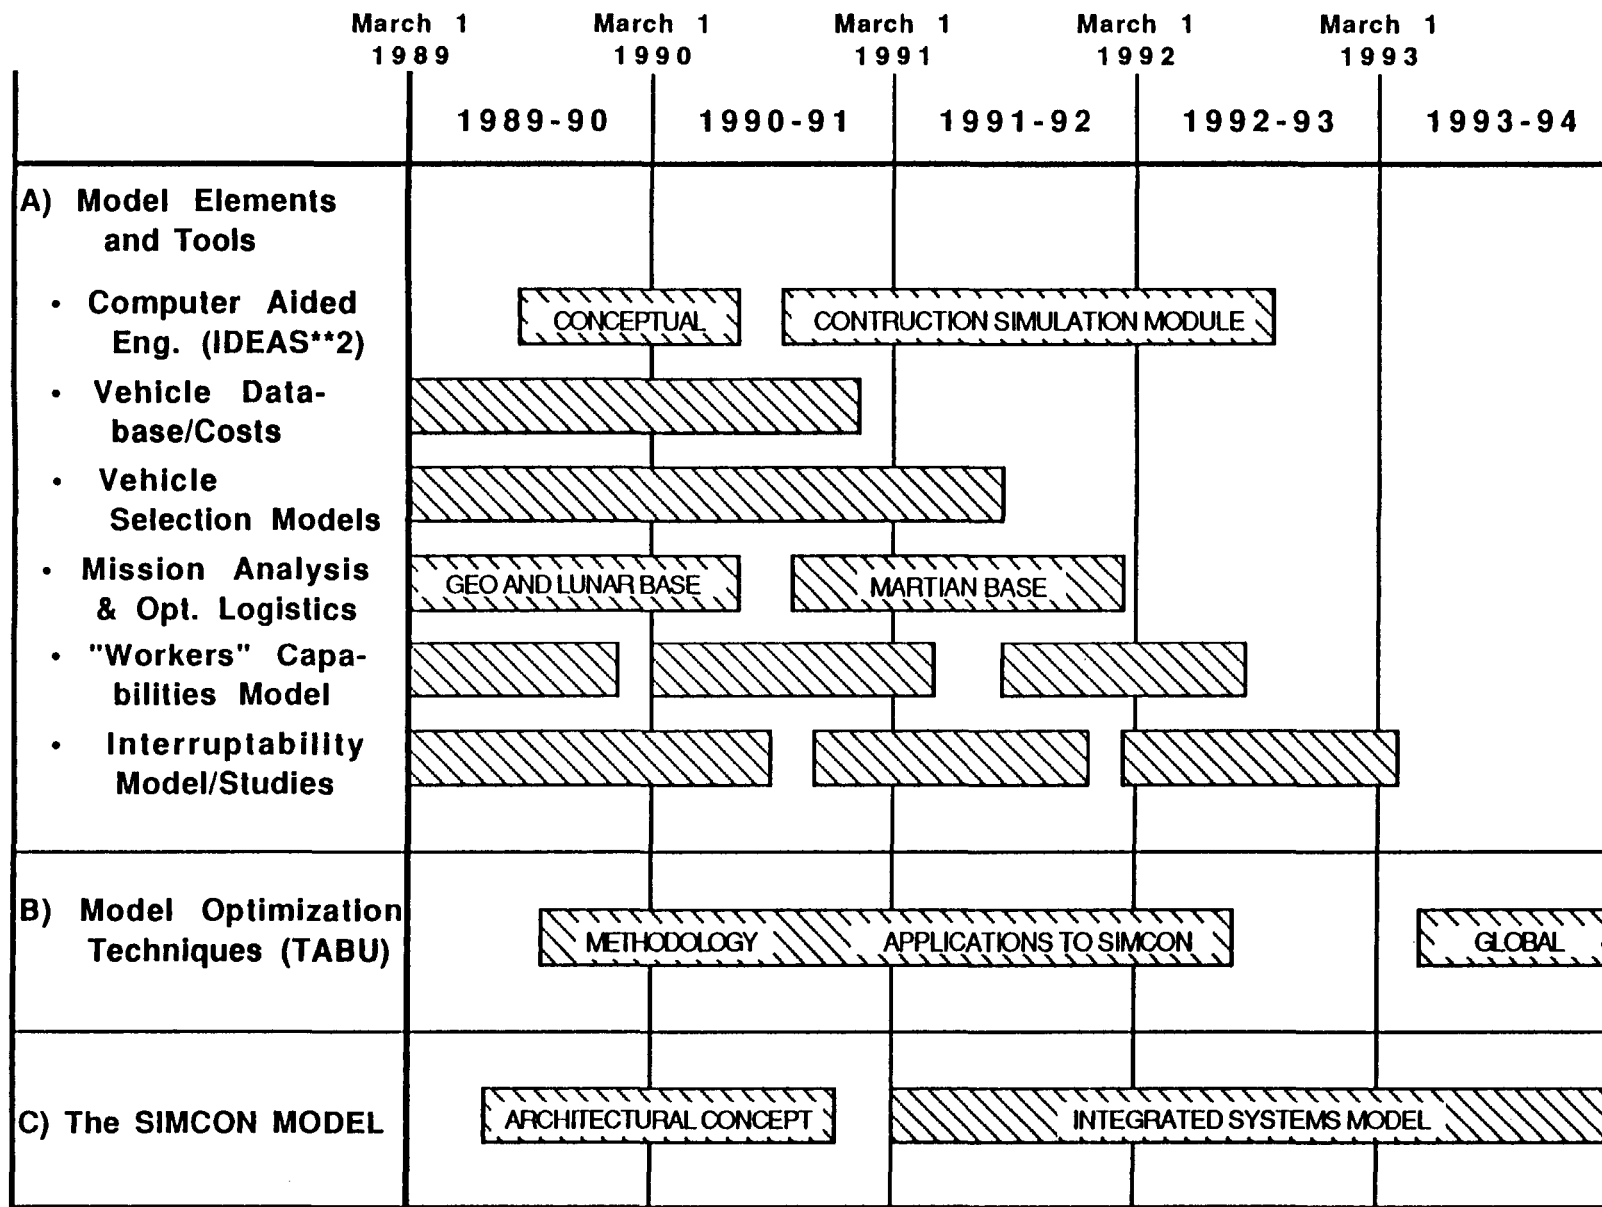 March 1 March 1 March 1 March 1 March 1
1989 1990 1991 1992 1993
1989-90 1990-91 1991-92 1992-93 1993-94
A) Model Elements
and Tools
• Computer Aided
Eng. (IDEAS**2)
CONCEPTUAL CONTRUCTION SIMULATION MODULE
• Vehicle Data-
base/Costs
• Vehicle
Selection Models
• Mission Analysis
& Opt. Logistics
GEO AND LUNAR BASE MARTIAN BASE
• "Workers" Capa-
bilities Model
• Interruptability
Model/Studies
B) Model Optimization
Techniques (TABU)
METHODOLOGY APPLICATIONS TO SIMCON GLOBAL
C) The SIMCON MODEL
ARCHITECTURAL CONCEPT INTEGRATED SYSTEMS MODEL